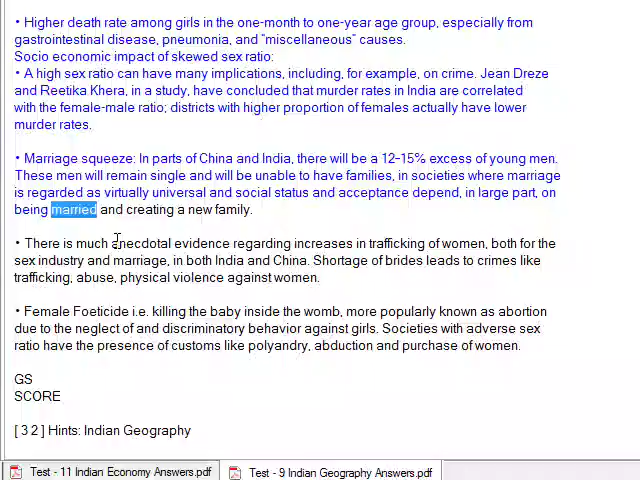 • Higher death rate among girls in the one-month to one-year age group, especially from
gastrointestinal disease, pneumonia, and "miscellaneous" causes.
Socio economic impact of skewed sex ratio:
• A high sex ratio can have many implications, including, for example, on crime. Jean Dreze
and Reetika Khera, in a study, have concluded that murder rates in India are correlated
with the female-male ratio; districts with higher proportion of females actually have lower
murder rates.
• Marriage squeeze: In parts of China and India, there will be a 12–15% excess of young men.
These men will remain single and will be unable to have families, in societies where marriage
is regarded as virtually universal and social status and acceptance depend, in large part, on
being married and creating a new family.
• There is much anecdotal evidence regarding increases in trafficking of women, both for the
sex industry and marriage, in both India and China. Shortage of brides leads to crimes like
trafficking, abuse, physical violence against women.
• Female Foeticide i.e. killing the baby inside the womb, more popularly known as abortion
due to the neglect of and discriminatory behavior against girls. Societies with adverse sex
ratio have the presence of customs like polyandry, abduction and purchase of women.
GS
SCORE
[ 3 2 ] Hints: Indian Geography
Test - 11 Indian Economy Answers.pdf
Test - 9 Indian Geography Answers.pdf